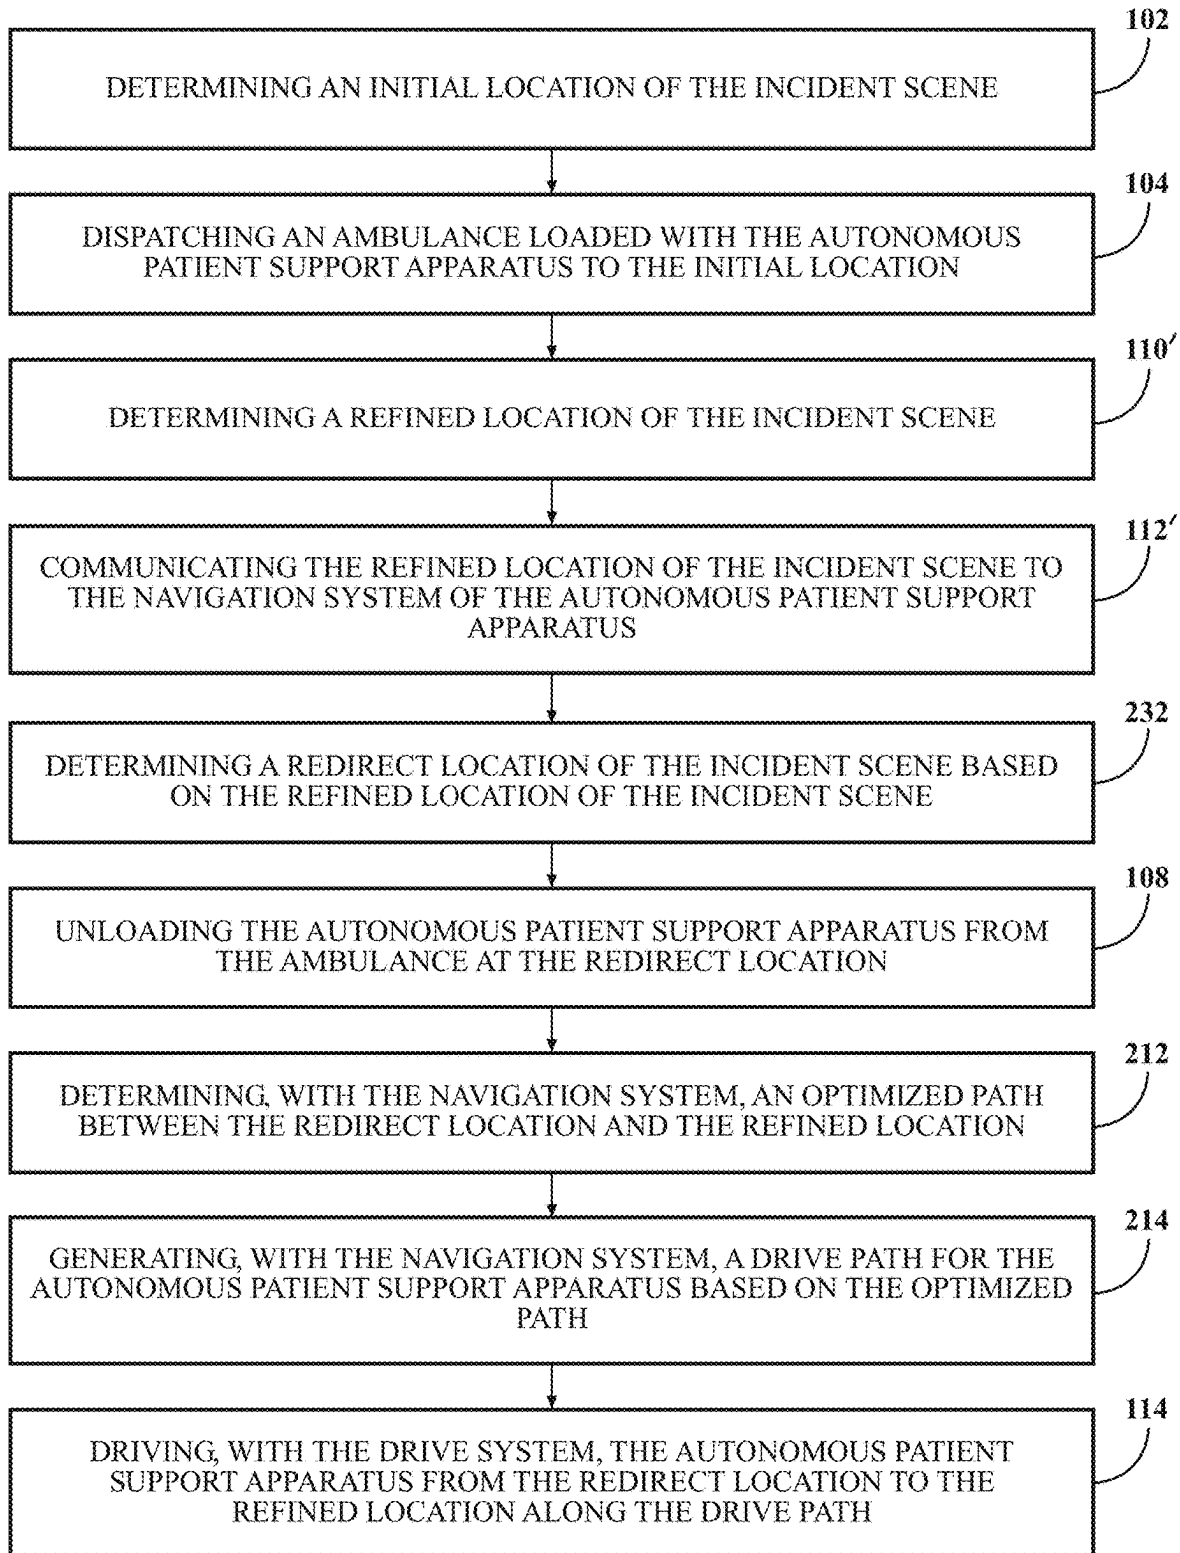 102
DETERMINING AN INITIAL LOCATION OF THE INCIDENT SCENE
104
DISPATCHING AN AMBULANCE LOADED WITH THE AUTONOMOUS
PATIENT SUPPORT APPARATUS TO THE INITIAL LOCATION
110′
DETERMINING A REFINED LOCATION OF THE INCIDENT SCENE
112′
COMMUNICATING THE REFINED LOCATION OF THE INCIDENT SCENE TO
THE NAVIGATION SYSTEM OF THE AUTONOMOUS PATIENT SUPPORT
APPARATUS
232
DETERMINING A REDIRECT LOCATION OF THE INCIDENT SCENE BASED
ON THE REFINED LOCATION OF THE INCIDENT SCENE
108
UNLOADING THE AUTONOMOUS PATIENT SUPPORT APPARATUS FROM
THE AMBULANCE AT THE REDIRECT LOCATION
212
DETERMINING, WITH THE NAVIGATION SYSTEM, AN OPTIMIZED PATH
BETWEEN THE REDIRECT LOCATION AND THE REFINED LOCATION
214
GENERATING, WITH THE NAVIGATION SYSTEM, A DRIVE PATH FOR THE
AUTONOMOUS PATIENT SUPPORT APPARATUS BASED ON THE OPTIMIZED
PATH
114
DRIVING, WITH THE DRIVE SYSTEM, THE AUTONOMOUS PATIENT
SUPPORT APPARATUS FROM THE REDIRECT LOCATION TO THE
REFINED LOCATION ALONG THE DRIVE PATH